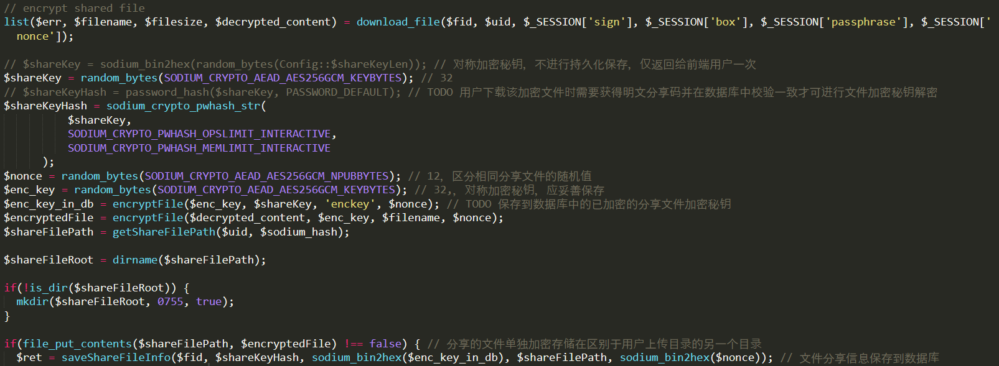 // encrypt shared file
list($err, $filename, $filesize, $decrypted_content) = download_file($fid, $uid, $_SESSION['sign'], $_SESSION['box'], $_SESSION['passphrase'], $_SESSION['
nonce']);
// $shareKey = sodium_bin2hex(random_bytes(Config::$shareKeyLen)); // 对称加密秘钥，不进行持久化保存，仅返回给前端用户一次
$shareKey = random_bytes(SODIUM_CRYPTO_AEAD_AES256GCM_KEYBYTES); // 32
// $shareKeyHash = password_hash($shareKey, PASSWORD_DEFAULT); // TODO 用户下载该加密文件时需要获得明文分享码并在数据库中校验一致才可进行文件加密秘钥解密
$shareKeyHash = sodium_crypto_pwhash_str(
$shareKey,
SODIUM_CRYPTO_PWHASH_OPSLIMIT_INTERACTIVE,
SODIUM_CRYPTO_PWHASH_MEMLIMIT_INTERACTIVE
);
$nonce = random_bytes(SODIUM_CRYPTO_AEAD_AES256GCM_NPUBBYTES); // 12，区分相同分享文件的随机值
$enc_key = random_bytes(SODIUM_CRYPTO_AEAD_AES256GCM_KEYBYTES); // 32,，对称加密秘钥，应妥善保存
$enc_key_in_db = encryptFile($enc_key, $shareKey, 'enckey', $nonce); // TODO 保存到数据库中的已加密的分享文件加密秘钥
$encryptedFile = encryptFile($decrypted_content, $enc_key, $filename, $nonce);
$shareFilePath = getShareFilePath($uid, $sodium_hash);
$shareFileRoot = dirname($shareFilePath);
if(!is_dir($shareFileRoot)) {
mkdir($shareFileRoot, 0755, true);
}
if(file_put_contents($shareFilePath, $encryptedFile) !== false) { // 分享的文件单独加密存储在区别于用户上传目录的另一个目录
$ret = saveShareFileInfo($fid, $shareKeyHash, sodium_bin2hex($enc_key_in_db), $shareFilePath, sodium_bin2hex($nonce)); // 文件分享信息保存到数据库